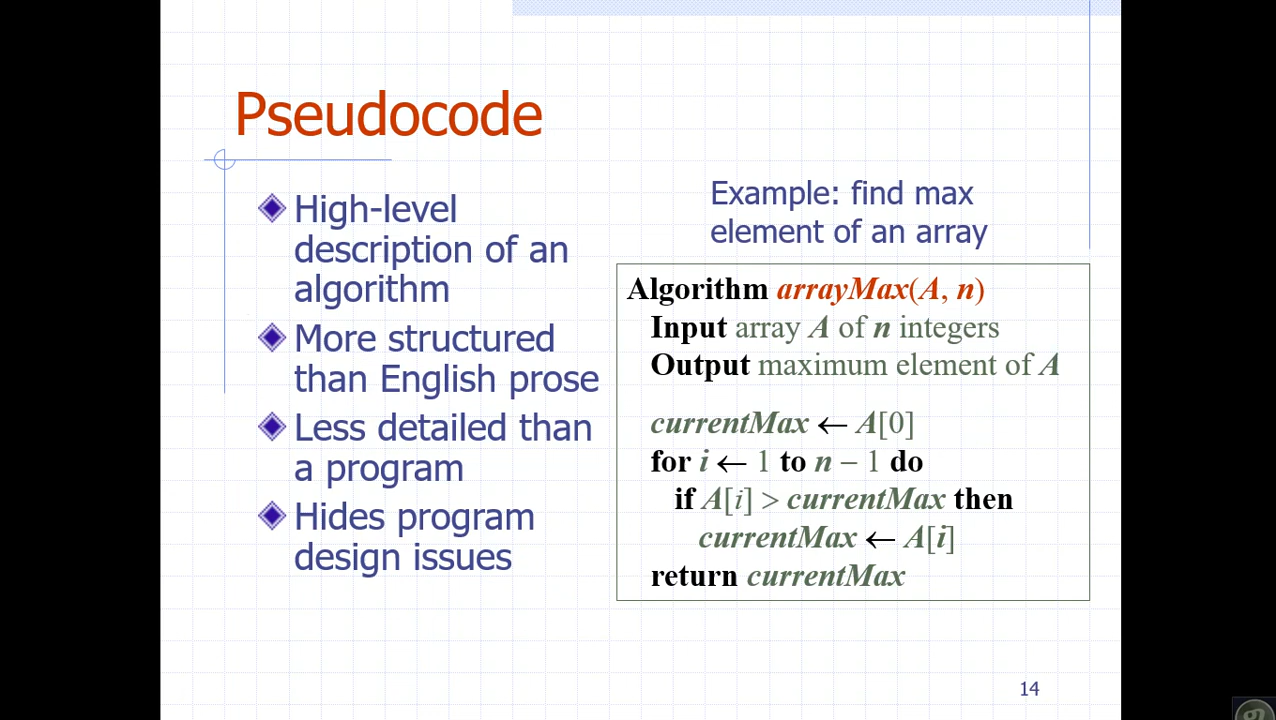 Pseudocode
High-level
description of an
algorithm
More structured
than English prose
Less detailed than
a program
Hides program
design issues
Example: find max
element of an array
Algorithm arrayMax(A, n)
Input array A of n integers
Output maximum element of A
currentMax ← A[0]
for i ← 1 to n − 1 do
if A[i] > currentMax then
currentMax ← A[i]
return currentMax
14